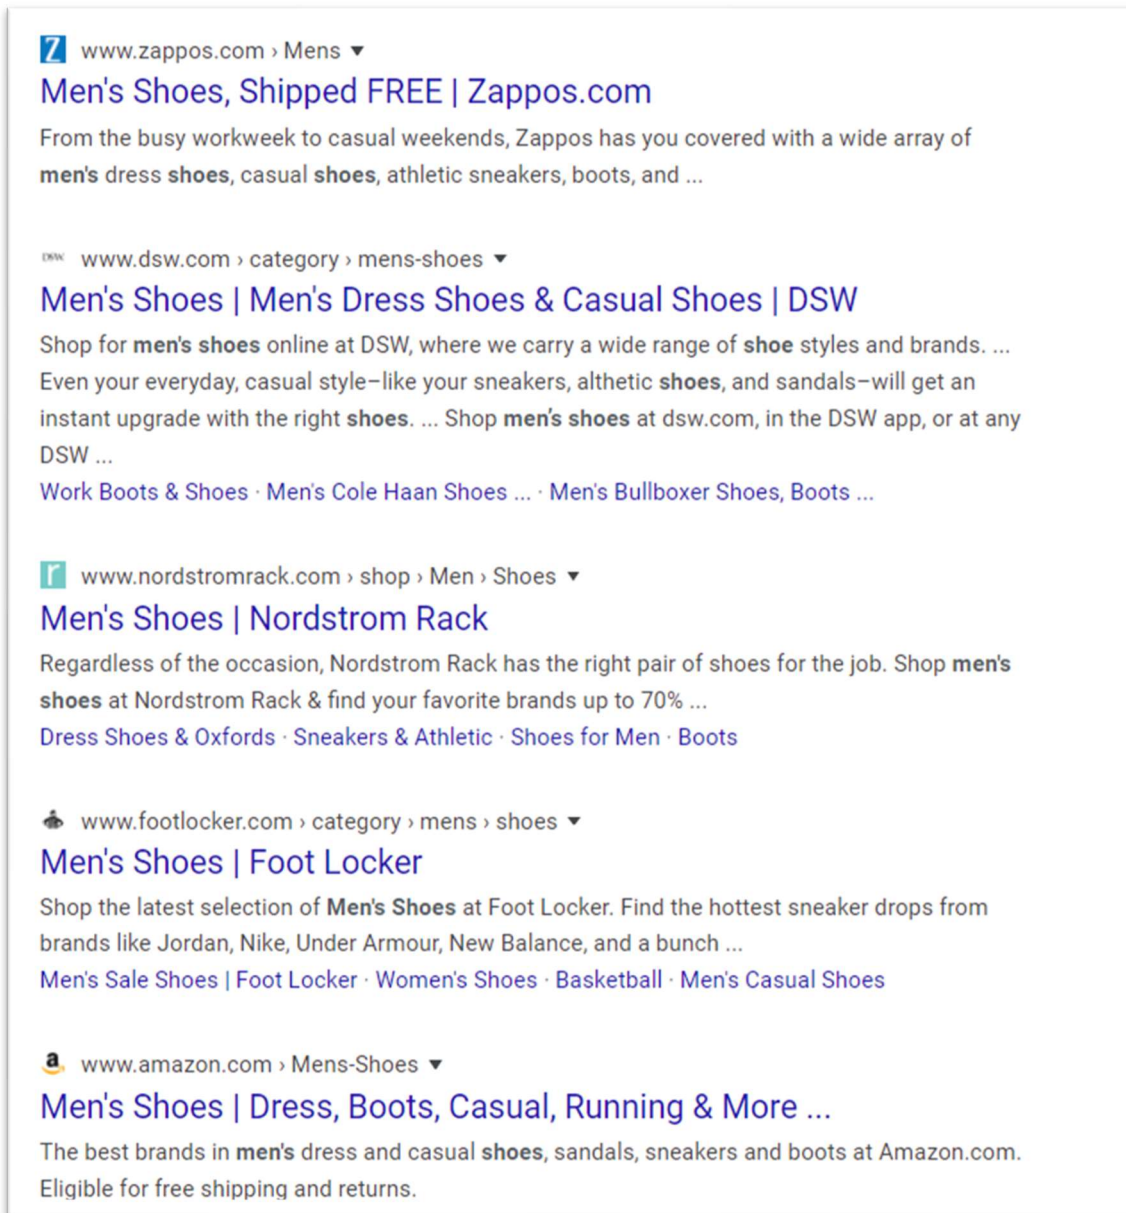 www.zappos.com › Mens ▼
Men's Shoes, Shipped FREE | Zappos.com
From the busy workweek to casual weekends, Zappos has you covered with a wide array of
men's dress shoes, casual shoes, athletic sneakers, boots, and ...
DSW www.dsw.com › category › mens-shoes ▼
Men's Shoes | Men's Dress Shoes & Casual Shoes | DSW
Shop for men's shoes online at DSW, where we carry a wide range of shoe styles and brands. ...
Even your everyday, casual style–like your sneakers, althetic shoes, and sandals–will get an
instant upgrade with the right shoes. ... Shop men's shoes at dsw.com, in the DSW app, or at any
DSW ...
Work Boots & Shoes · Men's Cole Haan Shoes ... · Men's Bullboxer Shoes, Boots ...
www.nordstromrack.com › shop › Men › Shoes ▼
Men's Shoes | Nordstrom Rack
Regardless of the occasion, Nordstrom Rack has the right pair of shoes for the job. Shop men's
shoes at Nordstrom Rack & find your favorite brands up to 70% ...
Dress Shoes & Oxfords · Sneakers & Athletic · Shoes for Men · Boots
www.footlocker.com › category › mens › shoes ▼
Men's Shoes | Foot Locker
Shop the latest selection of Men's Shoes at Foot Locker. Find the hottest sneaker drops from
brands like Jordan, Nike, Under Armour, New Balance, and a bunch ...
Men's Sale Shoes | Foot Locker · Women's Shoes · Basketball · Men's Casual Shoes
www.amazon.com › Mens-Shoes ▼
Men's Shoes | Dress, Boots, Casual, Running & More ...
The best brands in men's dress and casual shoes, sandals, sneakers and boots at Amazon.com.
Eligible for free shipping and returns.